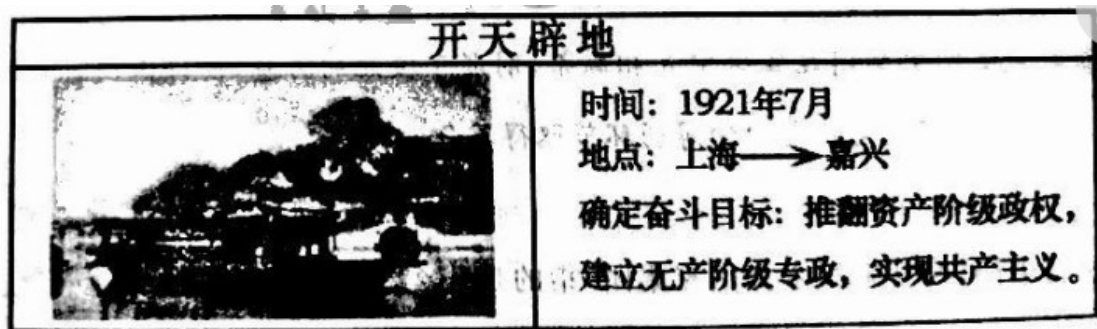 开天辟地
时间：1921年7月
地点：上海→嘉兴
确定奋斗目标：推翻资产阶级政权，
建立无产阶级专政，实现共产主义。